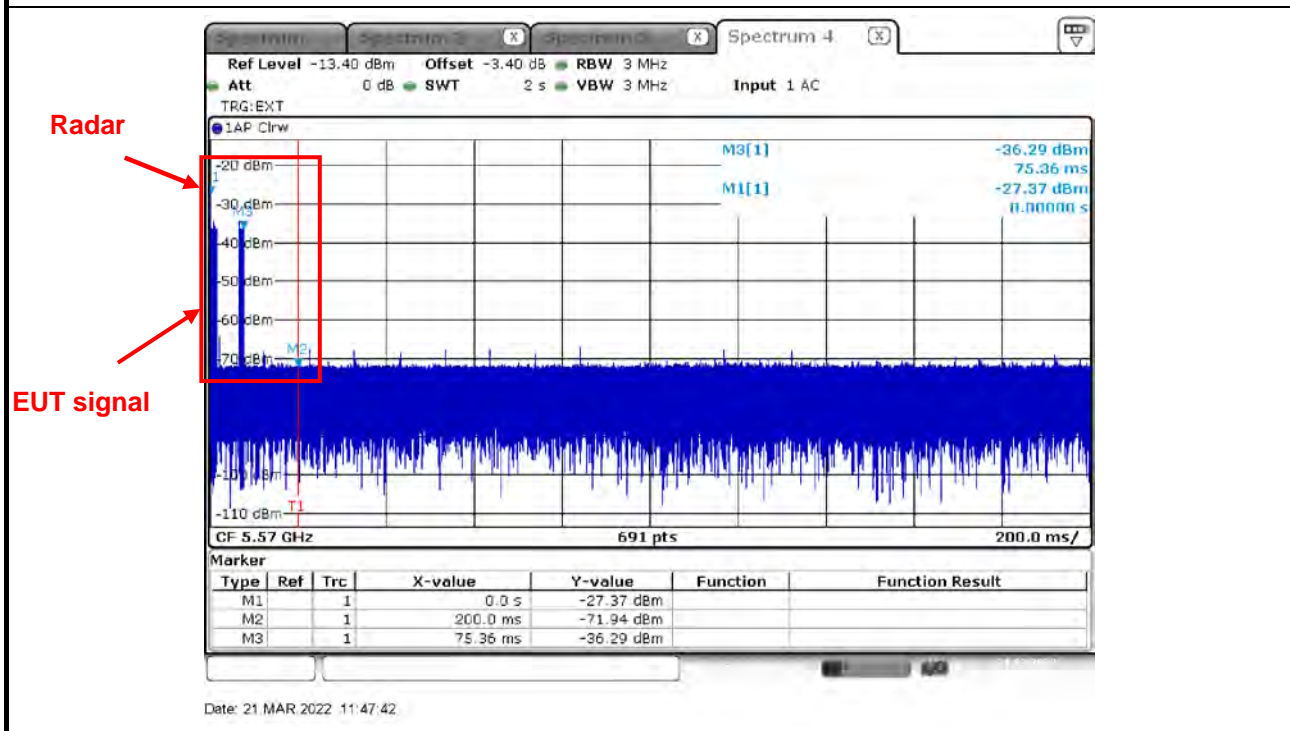 Spectrum 4
Ref Level -13.40 dBm Offset -3.40 dB RBW 3 MHz
Att 0 dB SWT 2 s VBW 3 MHz Input 1 AC
TRG:EXT
1AP Clrw
Radar
EUT signal
M3[1] -36.29 dBm
75.36 ms
M1[1] -27.37 dBm
0.00000 s
-20 dBm
1
-30 dBm
M3
-40 dBm
-50 dBm
-60 dBm
M2
-70 dBm
-100 dBm
T1
-110 dBm
CF 5.57 GHz 691 pts 200.0 ms/
Marker
Type Ref Trc X-value Y-value Function Function Result
M1 1 0.0 s -27.37 dBm
M2 1 200.0 ms -71.94 dBm
M3 1 75.36 ms -36.29 dBm
Date: 21.MAR.2022 11:47:42